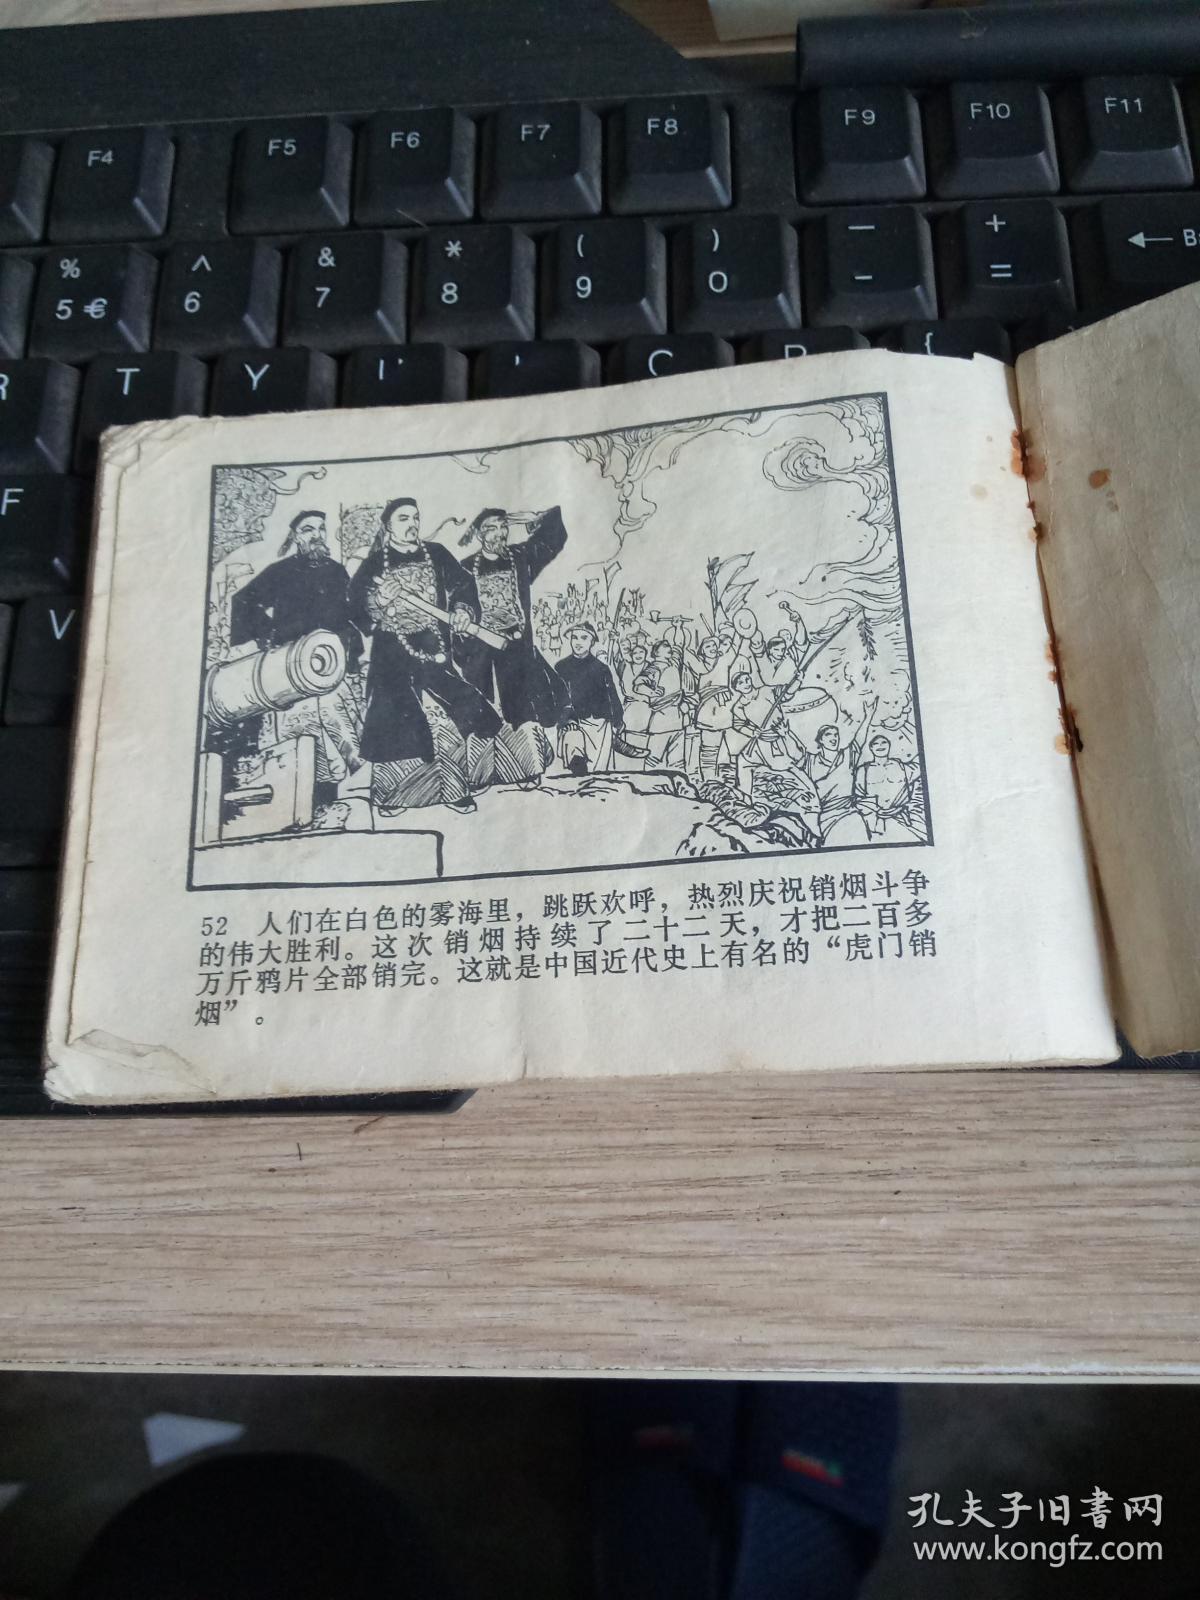 F4 F5 F6 F7 F8 F9 F10 F11
% ^ & * ( ) — +
5 € 6 7 8 9 0 - =
T Y
{
F
V
52 人们在白色的雾海里，跳跃欢呼，热烈庆祝销烟斗争
的伟大胜利。这次销烟持续了二十二天，才把二百多
万斤鸦片全部销完。这就是中国近代史上有名的“虎门销
烟”。
孔夫子旧書网
www.kongfz.com